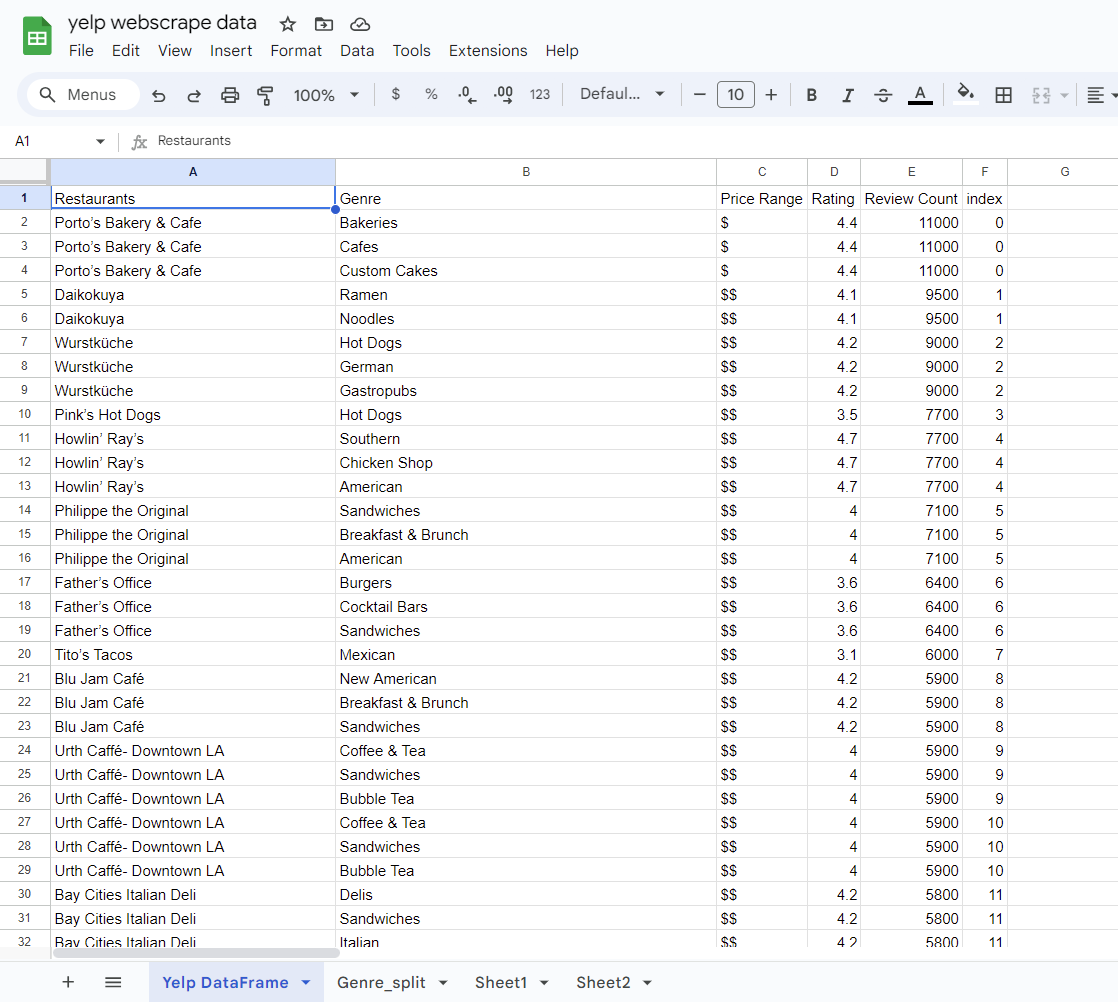 yelp webscrape data
File Edit View Insert Format Data Tools Extensions Help
Menus 100% $ % .0 .00 123 Defaul... 10 B I S A
A1 fx Restaurants
A B C D E F G
1 Restaurants Genre Price Range Rating Review Count index
2 Porto’s Bakery & Cafe Bakeries $ 4.4 11000 0
3 Porto’s Bakery & Cafe Cafes $ 4.4 11000 0
4 Porto’s Bakery & Cafe Custom Cakes $ 4.4 11000 0
5 Daikokuya Ramen $$ 4.1 9500 1
6 Daikokuya Noodles $$ 4.1 9500 1
7 Wurstküche Hot Dogs $$ 4.2 9000 2
8 Wurstküche German $$ 4.2 9000 2
9 Wurstküche Gastropubs $$ 4.2 9000 2
10 Pink’s Hot Dogs Hot Dogs $$ 3.5 7700 3
11 Howlin’ Ray’s Southern $$ 4.7 7700 4
12 Howlin’ Ray’s Chicken Shop $$ 4.7 7700 4
13 Howlin’ Ray’s American $$ 4.7 7700 4
14 Philippe the Original Sandwiches $$ 4 7100 5
15 Philippe the Original Breakfast & Brunch $$ 4 7100 5
16 Philippe the Original American $$ 4 7100 5
17 Father’s Office Burgers $$ 3.6 6400 6
18 Father’s Office Cocktail Bars $$ 3.6 6400 6
19 Father’s Office Sandwiches $$ 3.6 6400 6
20 Tito’s Tacos Mexican $$ 3.1 6000 7
21 Blu Jam Café New American $$ 4.2 5900 8
22 Blu Jam Café Breakfast & Brunch $$ 4.2 5900 8
23 Blu Jam Café Sandwiches $$ 4.2 5900 8
24 Urth Caffé- Downtown LA Coffee & Tea $$ 4 5900 9
25 Urth Caffé- Downtown LA Sandwiches $$ 4 5900 9
26 Urth Caffé- Downtown LA Bubble Tea $$ 4 5900 9
27 Urth Caffé- Downtown LA Coffee & Tea $$ 4 5900 10
28 Urth Caffé- Downtown LA Sandwiches $$ 4 5900 10
29 Urth Caffé- Downtown LA Bubble Tea $$ 4 5900 10
30 Bay Cities Italian Deli Delis $$ 4.2 5800 11
31 Bay Cities Italian Deli Sandwiches $$ 4.2 5800 11
32 Bay Cities Italian Deli Italian $$ 4.2 5800 11
Yelp DataFrame Genre_split Sheet1 Sheet2